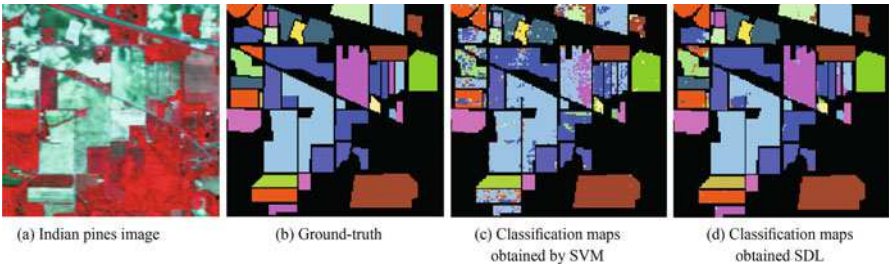 (a) Indian pines image
(b) Ground-truth
(c) Classification maps
obtained by SVM
(d) Classification maps
obtained SDL